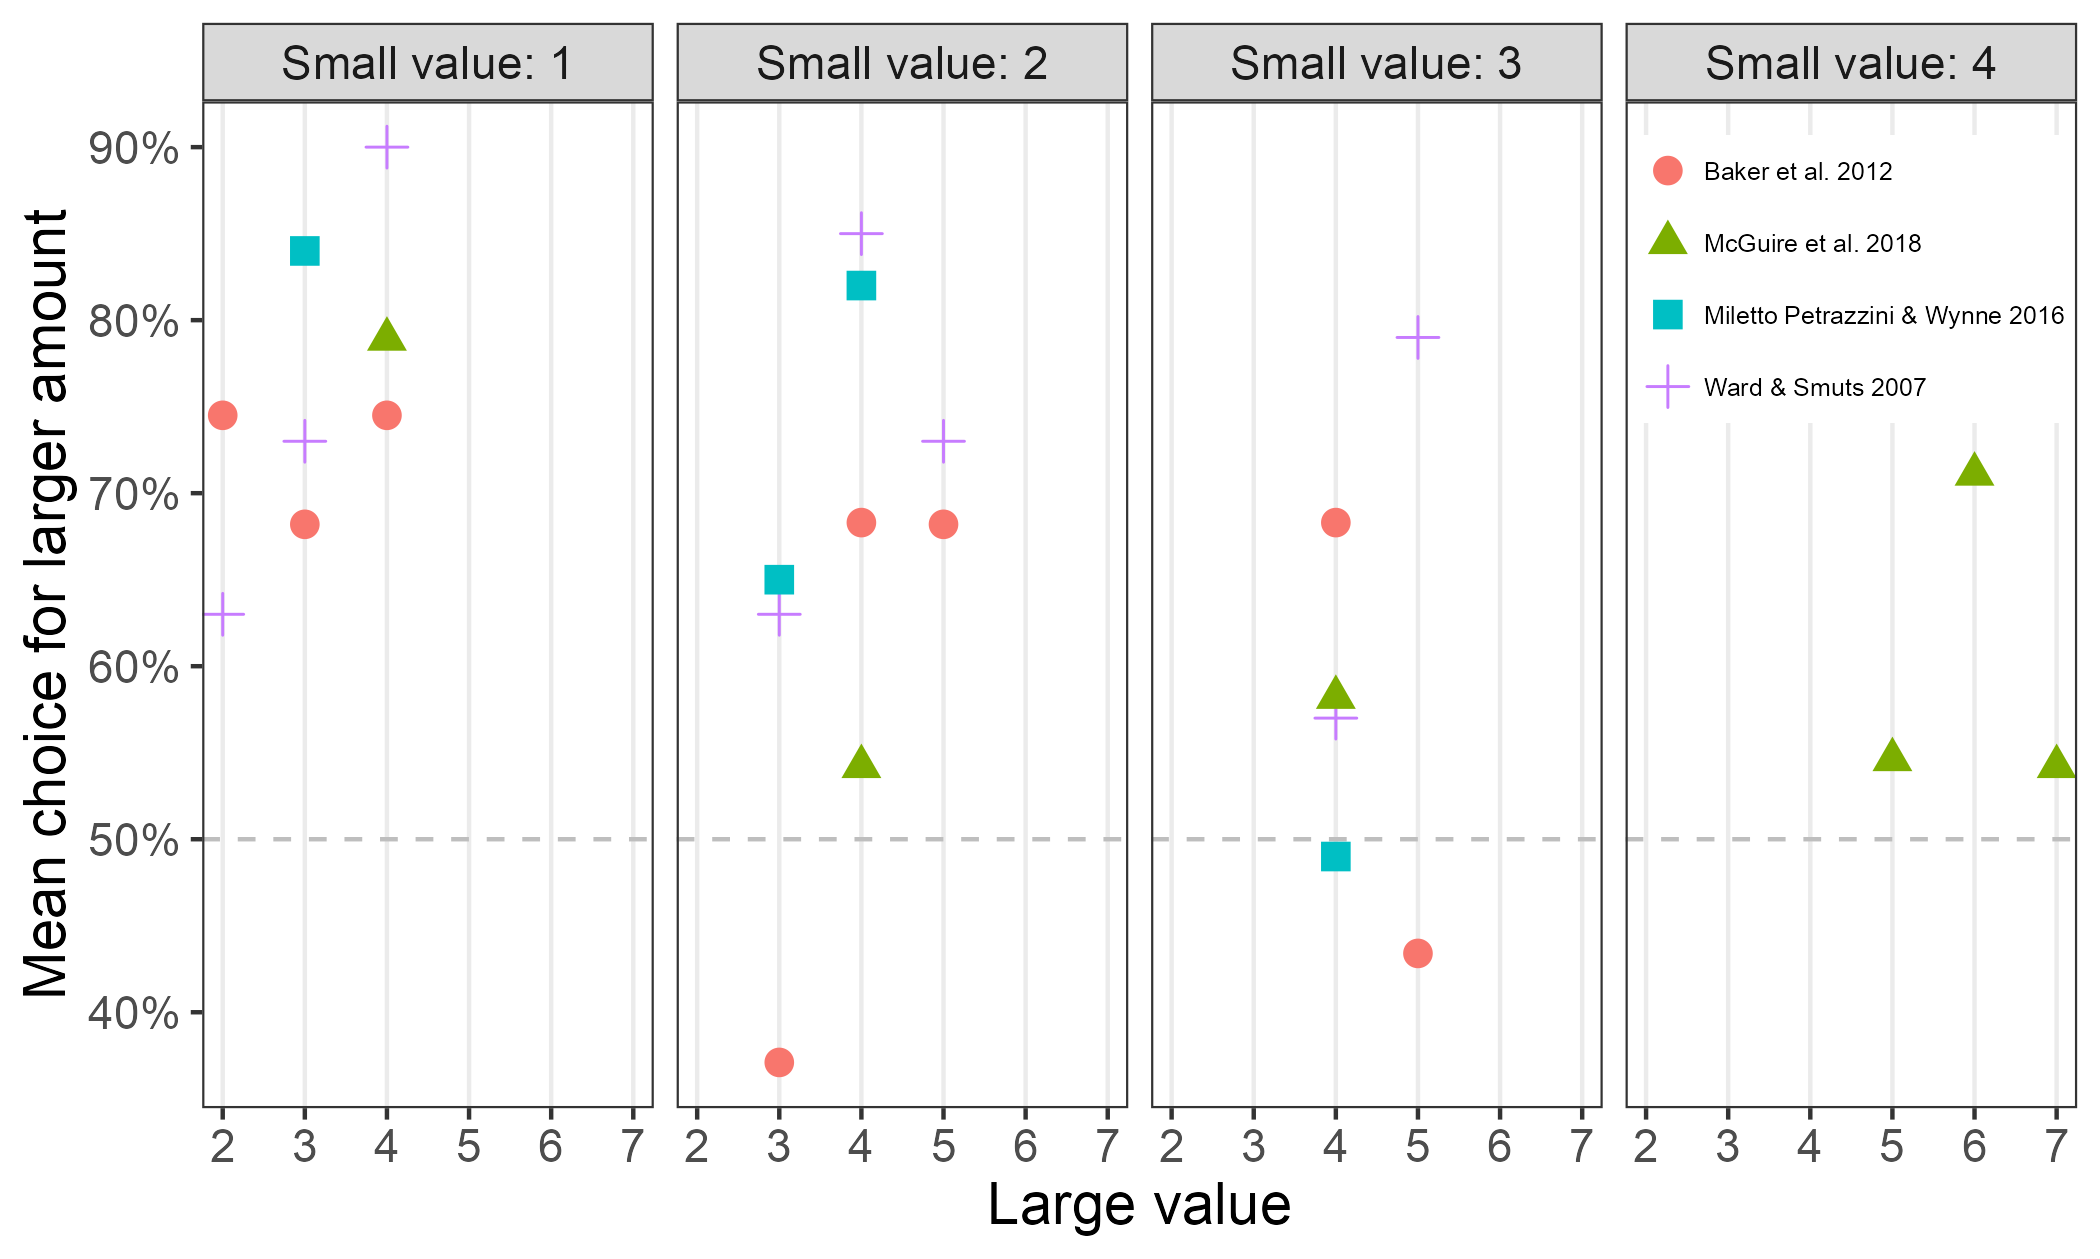 Small value: 1
Small value: 2
Small value: 3
Small value: 4
Mean choice for larger amount
90%
80%
70%
60%
50%
40%
Baker et al. 2012
McGuire et al. 2018
Miletto Petrazzini & Wynne 2016
Ward & Smuts 2007
2 3 4 5 6 7
2 3 4 5 6 7
2 3 4 5 6 7
2 3 4 5 6 7
Large value